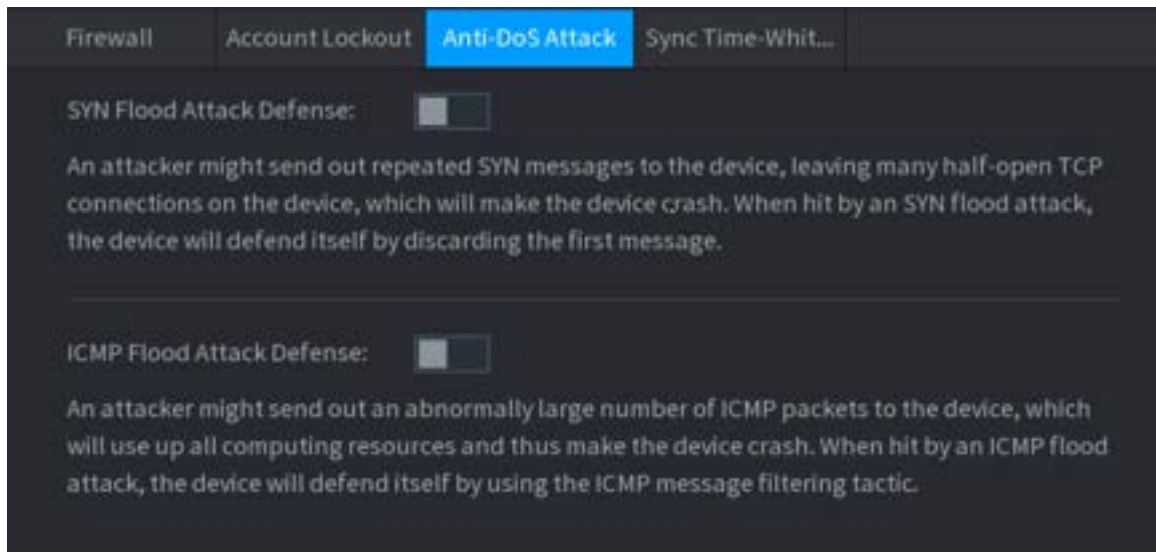 Firewall Account Lockout Anti-DoS Attack Sync Time-Whit...
SYN Flood Attack Defense:
An attacker might send out repeated SYN messages to the device, leaving many half-open TCP
connections on the device, which will make the device crash. When hit by an SYN flood attack,
the device will defend itself by discarding the first message.
ICMP Flood Attack Defense:
An attacker might send out an abnormally large number of ICMP packets to the device, which
will use up all computing resources and thus make the device crash. When hit by an ICMP flood
attack, the device will defend itself by using the ICMP message filtering tactic.